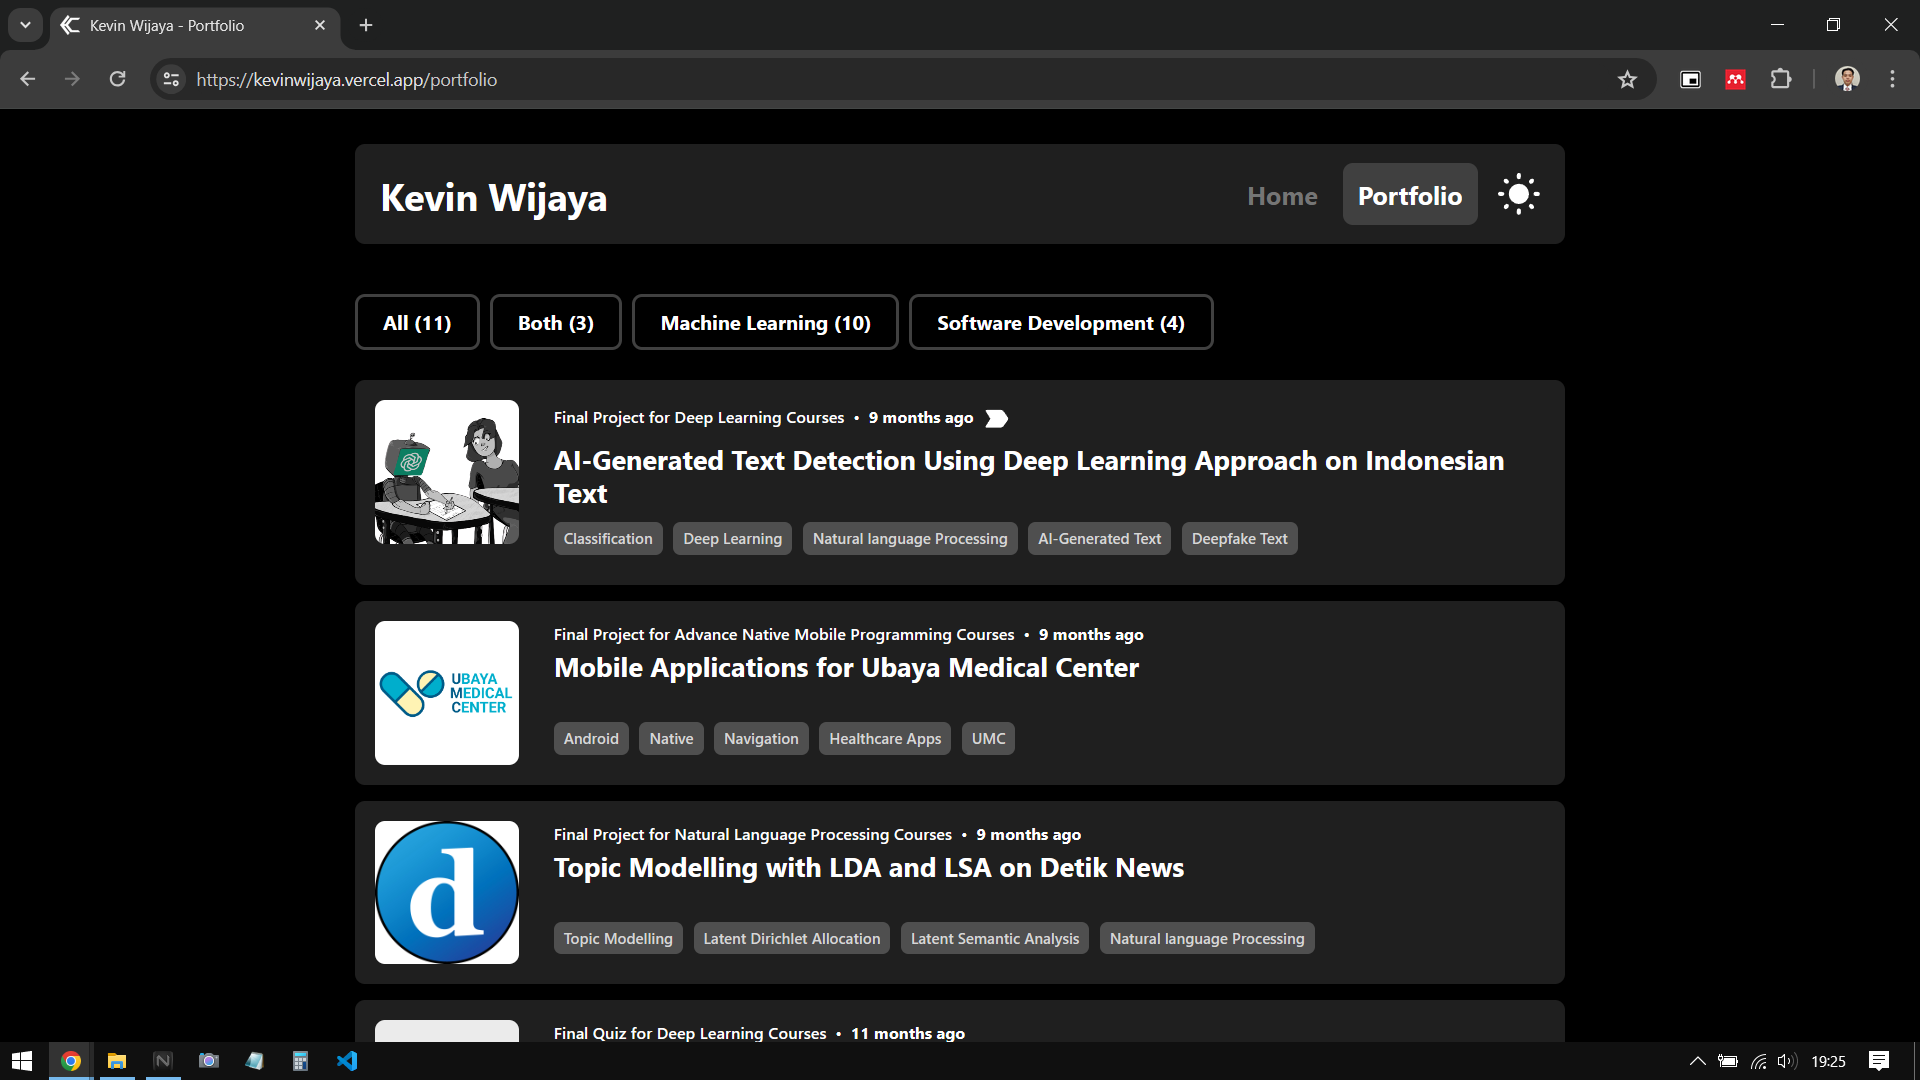 Kevin Wijaya - Portfolio
https://kevinwijaya.vercel.app/portfolio
Kevin Wijaya
Home
Portfolio
All (11)
Both (3)
Machine Learning (10)
Software Development (4)
Final Project for Deep Learning Courses • 9 months ago
AI-Generated Text Detection Using Deep Learning Approach on Indonesian
Text
Classification
Deep Learning
Natural language Processing
AI-Generated Text
Deepfake Text
UBAYA
MEDICAL
CENTER
Final Project for Advance Native Mobile Programming Courses • 9 months ago
Mobile Applications for Ubaya Medical Center
Android
Native
Navigation
Healthcare Apps
UMC
d
Final Project for Natural Language Processing Courses • 9 months ago
Topic Modelling with LDA and LSA on Detik News
Topic Modelling
Latent Dirichlet Allocation
Latent Semantic Analysis
Natural language Processing
Final Quiz for Deep Learning Courses • 11 months ago
19:25